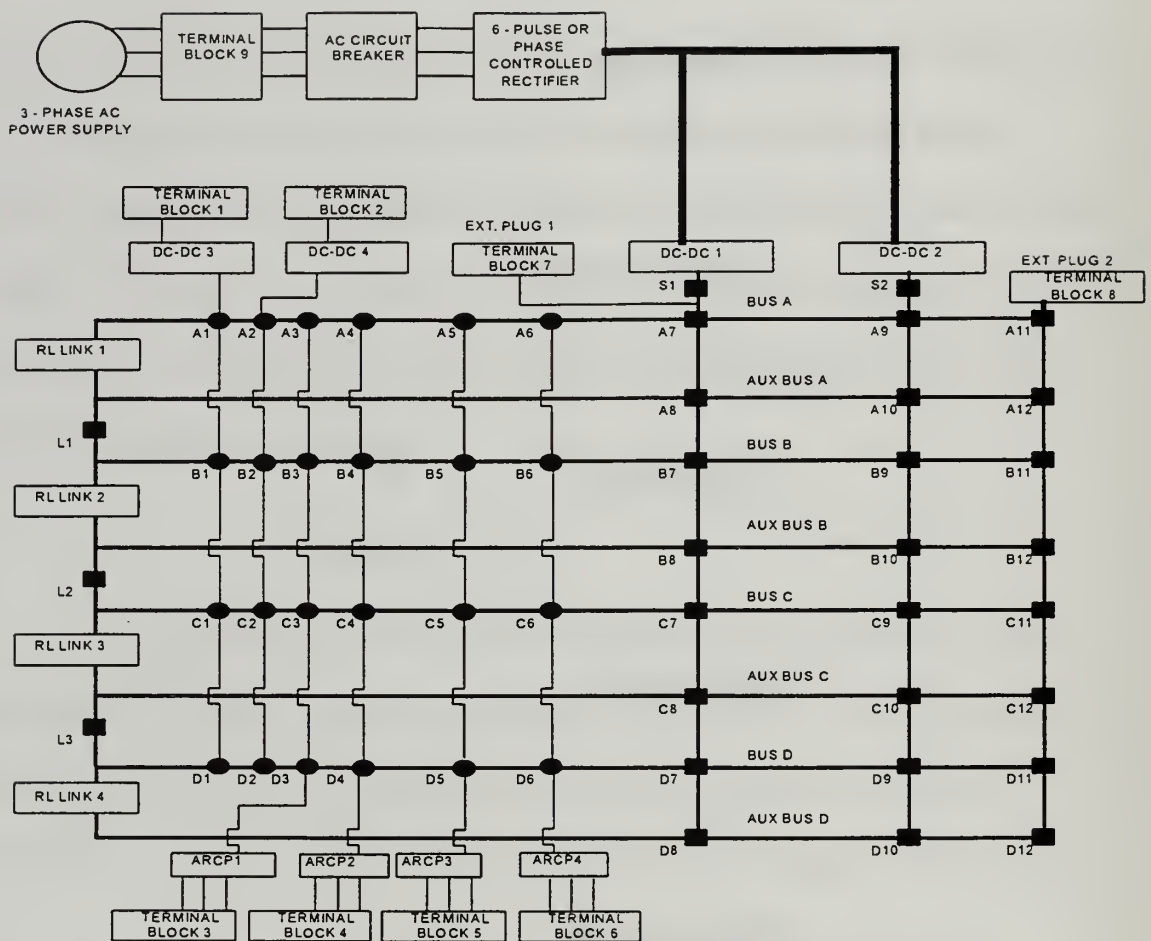 3 - PHASE AC
POWER SUPPLY
TERMINAL
BLOCK 9
AC CIRCUIT
BREAKER
6 - PULSE OR
PHASE
CONTROLLED
RECTIFIER
TERMINAL
BLOCK 1
TERMINAL
BLOCK 2
DC-DC 3
DC-DC 4
EXT. PLUG 1
TERMINAL
BLOCK 7
DC-DC 1
DC-DC 2
EXT PLUG 2
TERMINAL
BLOCK 8
S1
S2
BUS A
A1 A2 A3 A4 A5 A6 A7 A9 A11
RL LINK 1
AUX BUS A
A8 A10 A12
L1
BUS B
B1 B2 B3 B4 B5 B6 B7 B9 B11
RL LINK 2
AUX BUS B
B8 B10 B12
L2
BUS C
C1 C2 C3 C4 C5 C6 C7 C9 C11
RL LINK 3
AUX BUS C
C8 C10 C12
L3
BUS D
D1 D2 D3 D4 D5 D6 D7 D9 D11
RL LINK 4
AUX BUS D
D8 D10 D12
ARCP1
ARCP2
ARCP3
ARCP4
TERMINAL
BLOCK 3
TERMINAL
BLOCK 4
TERMINAL
BLOCK 5
TERMINAL
BLOCK 6